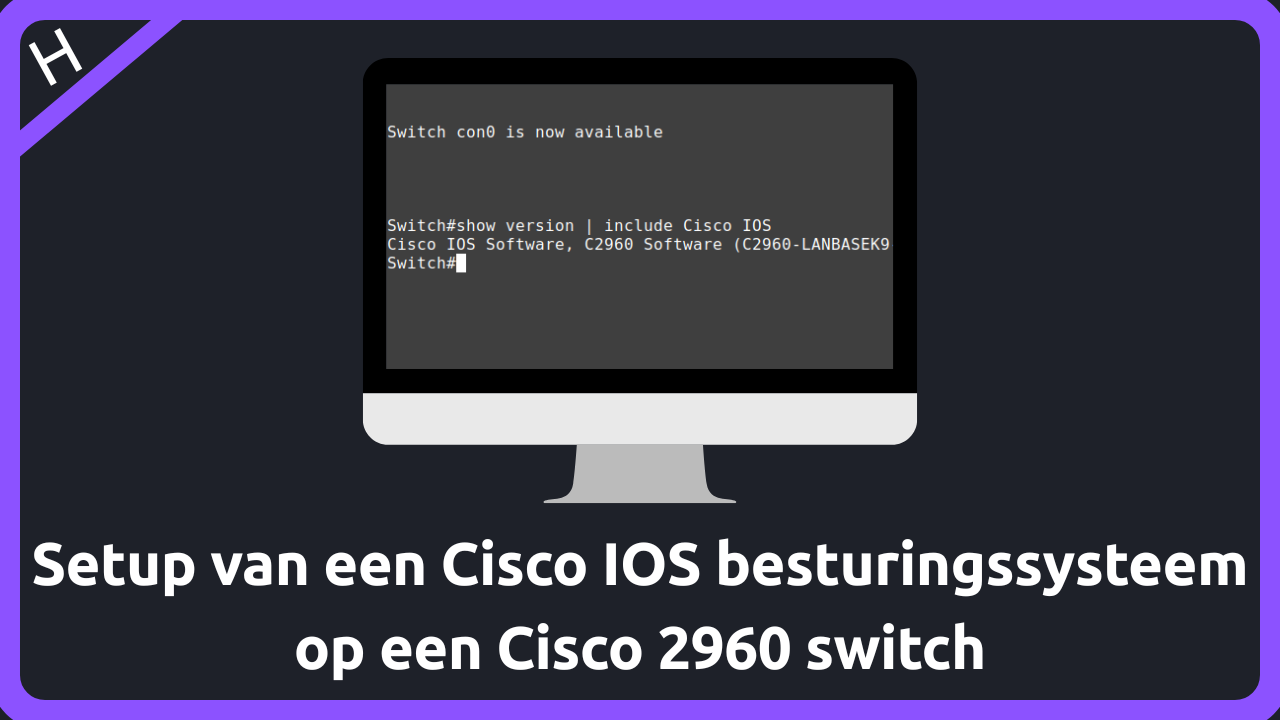 H
Switch con0 is now available
Switch#show version | include Cisco IOS
Cisco IOS Software, C2960 Software (C2960-LANBASEK9
Switch#
Setup van een Cisco IOS besturingssysteem
op een Cisco 2960 switch